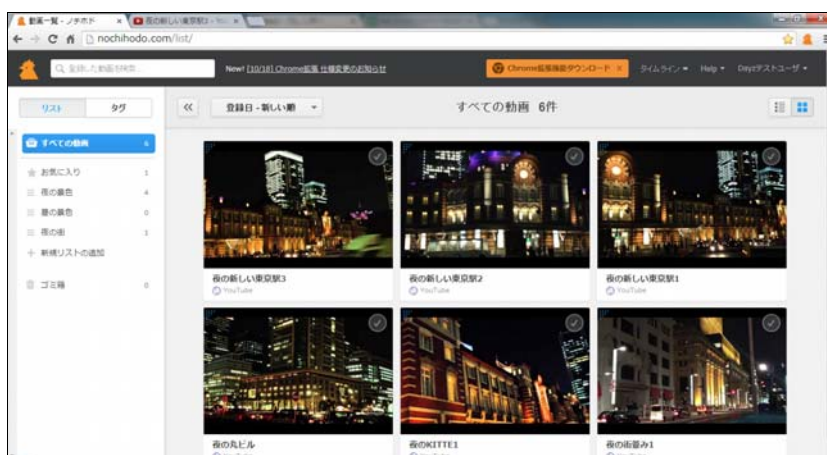 動画一覧 - ノチホド
夜の新しい東京駅3 - You
nochihodo.com/list/
登録した動画を検索
New! [10/18] Chrome拡張 仕様変更のお知らせ
Chrome拡張機能ダウンロード ×
タイムライン
Help
Dayzテストユーザ
リスト
タグ
登録日 - 新しい順
すべての動画 6件
すべての動画 6
お気に入り 1
夜の景色 4
昼の景色 0
夜の街 1
新規リストの追加
ゴミ箱 0
夜の新しい東京駅3
YouTube
夜の新しい東京駅2
YouTube
夜の新しい東京駅1
YouTube
夜の丸ビル
夜のKITTE1
夜の街並み1